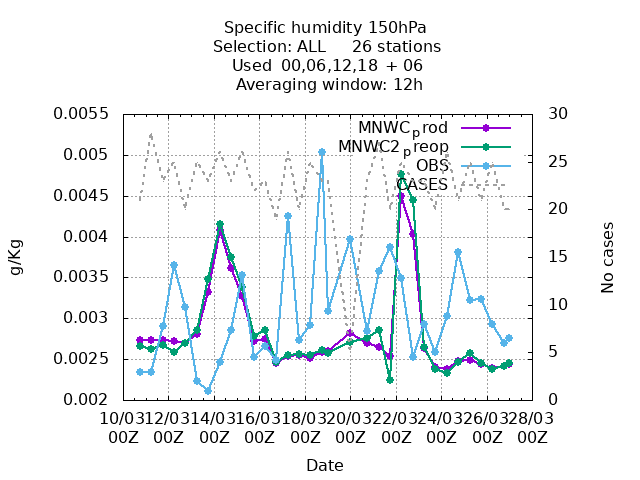 Specific humidity 150hPa
Selection: ALL 26 stations
Used 00,06,12,18 + 06
Averaging window: 12h
0.0055
0.005
0.0045
0.004
0.0035
0.003
0.0025
0.002
g/Kg
30
25
20
15
10
5
0
No cases
MNWCprod
MNWC2preop
OBS
CASES
10/03 12/03 14/03 16/03 18/03 20/03 22/03 24/03 26/03 28/03
00Z 00Z 00Z 00Z 00Z 00Z 00Z 00Z 00Z 00Z
Date